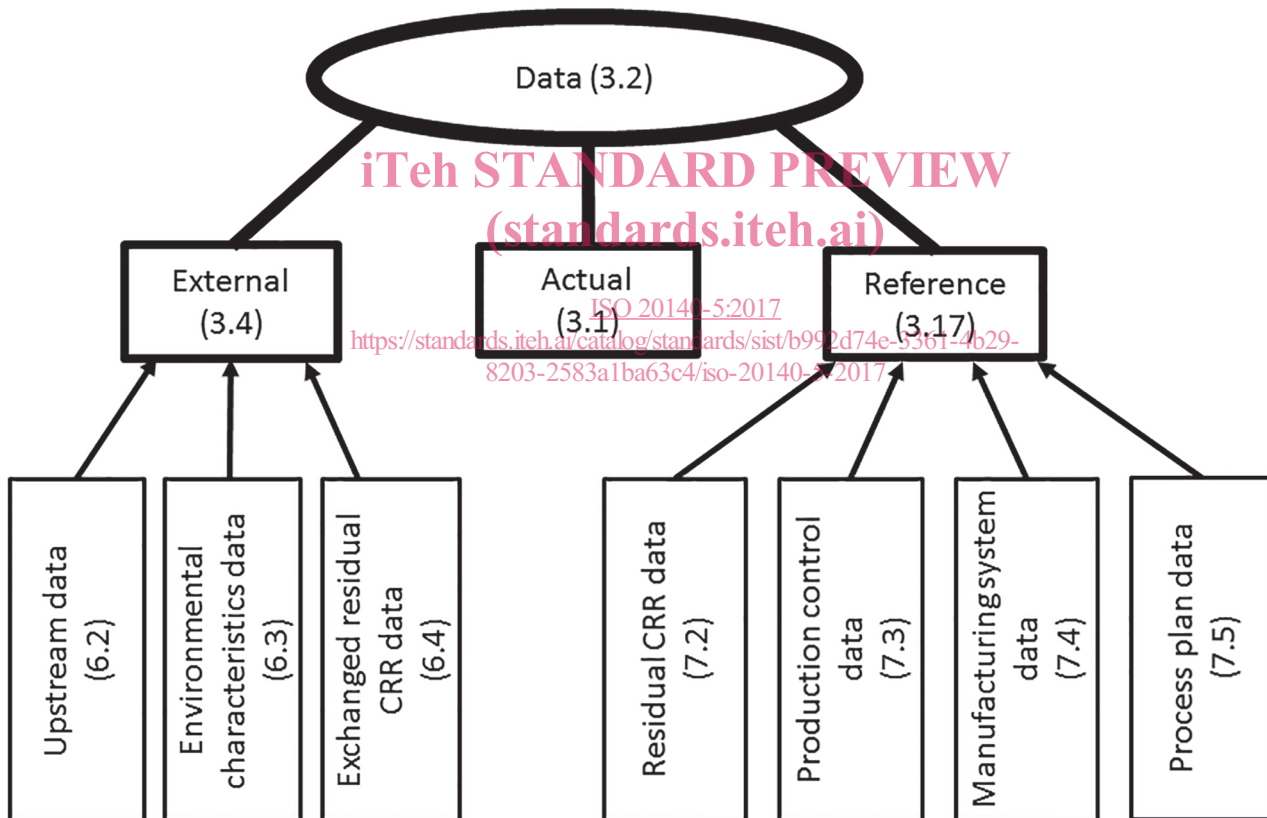 Data (3.2)
iTeh STANDARD PREVIEW
(standards.iteh.ai)
External
(3.4)
Actual
(3.1)
Reference
(3.17)
ISO 20140-5:2017
https://standards.iteh.ai/catalog/standards/sist/b992d74e-3361-4b29-
8203-2583a1ba63c4/iso-20140-5-2017
Upstream data
(6.2)
Environmental
characteristics data
(6.3)
Exchanged residual
CRR data
(6.4)
Residual CRR data
(7.2)
Production control
data
(7.3)
Manufacturing system
data
(7.4)
Process plan data
(7.5)